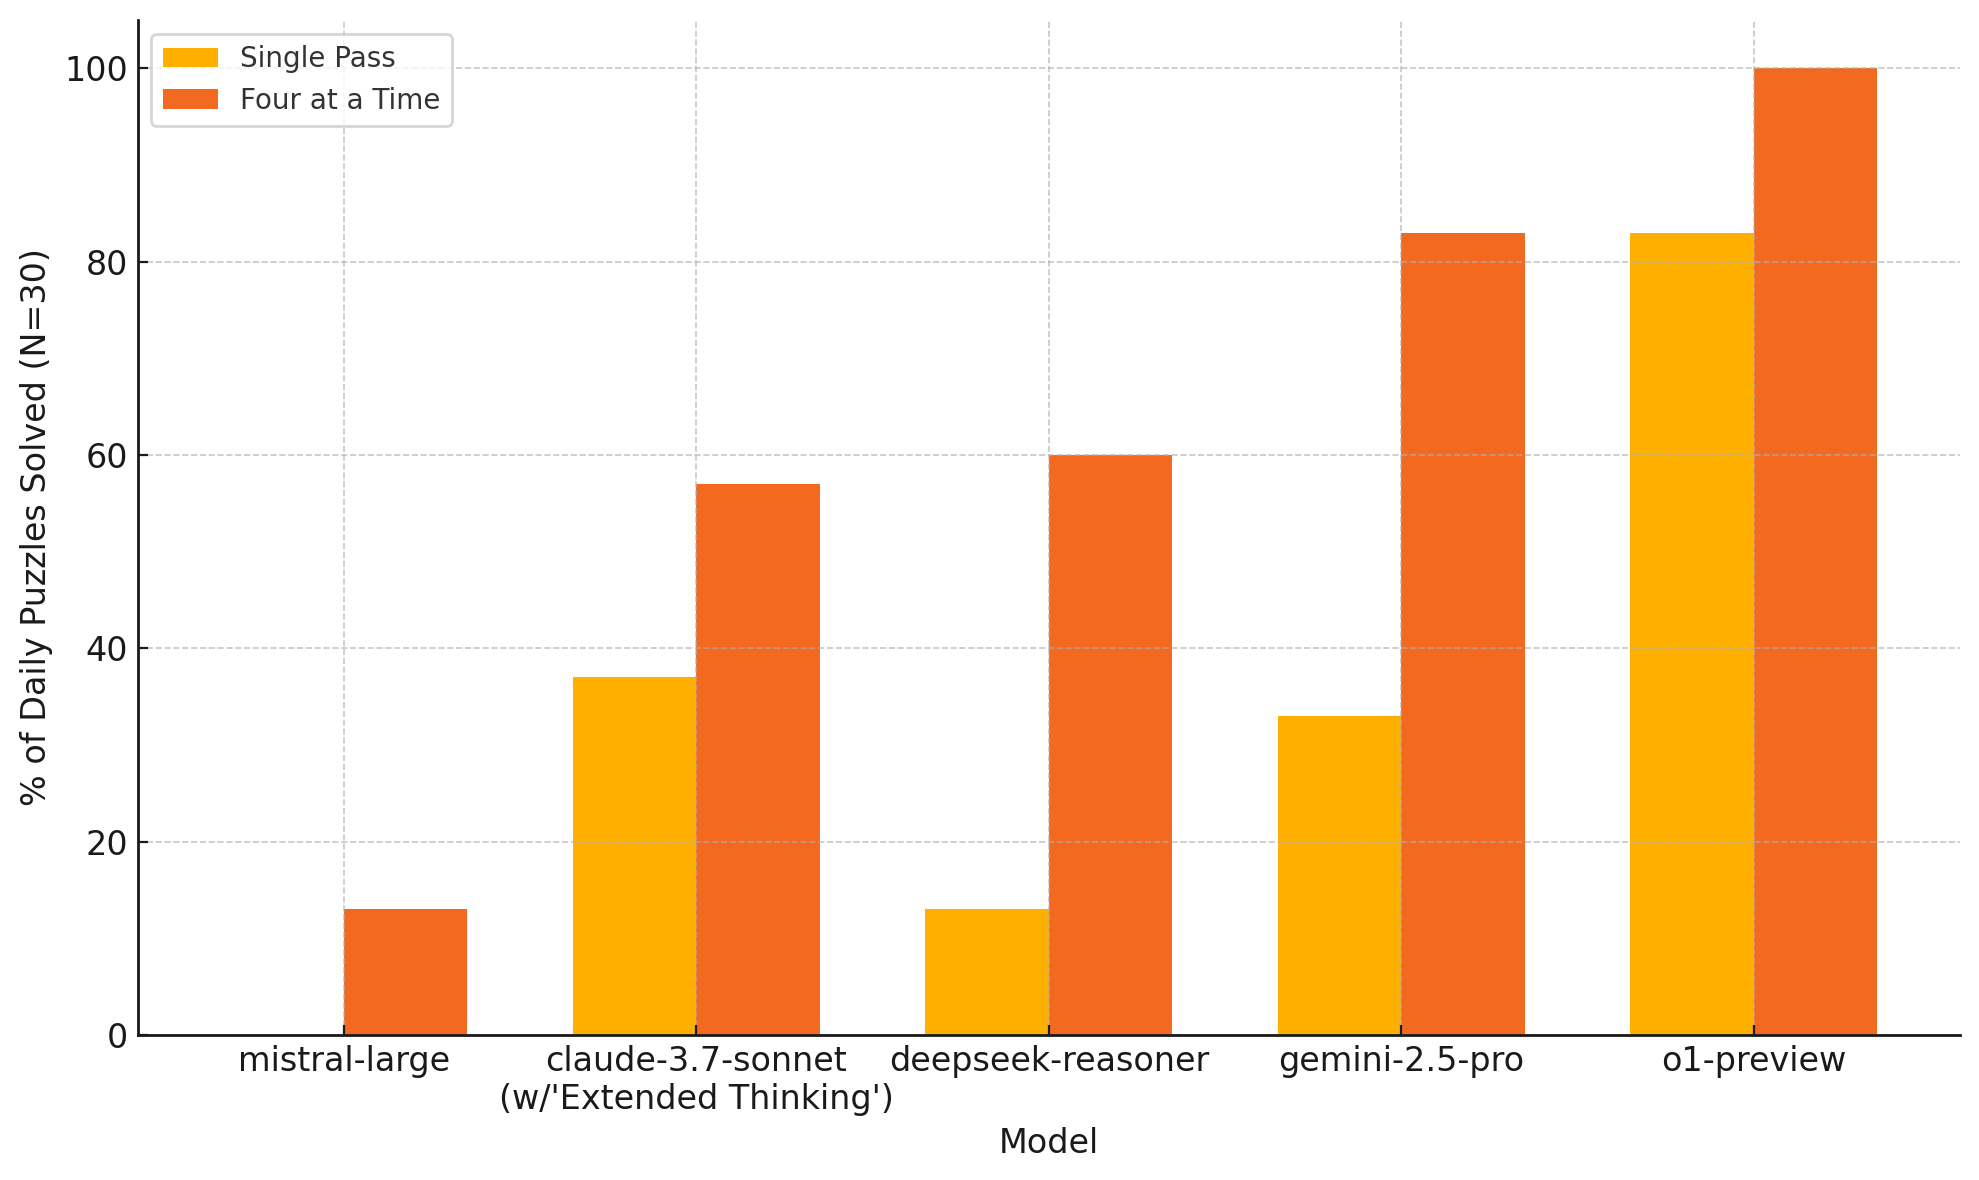 Single Pass
Four at a Time
% of Daily Puzzles Solved (N=30)
100
80
60
40
20
0
mistral-large
claude-3.7-sonnet
(w/'Extended Thinking')
deepseek-reasoner
gemini-2.5-pro
o1-preview
Model